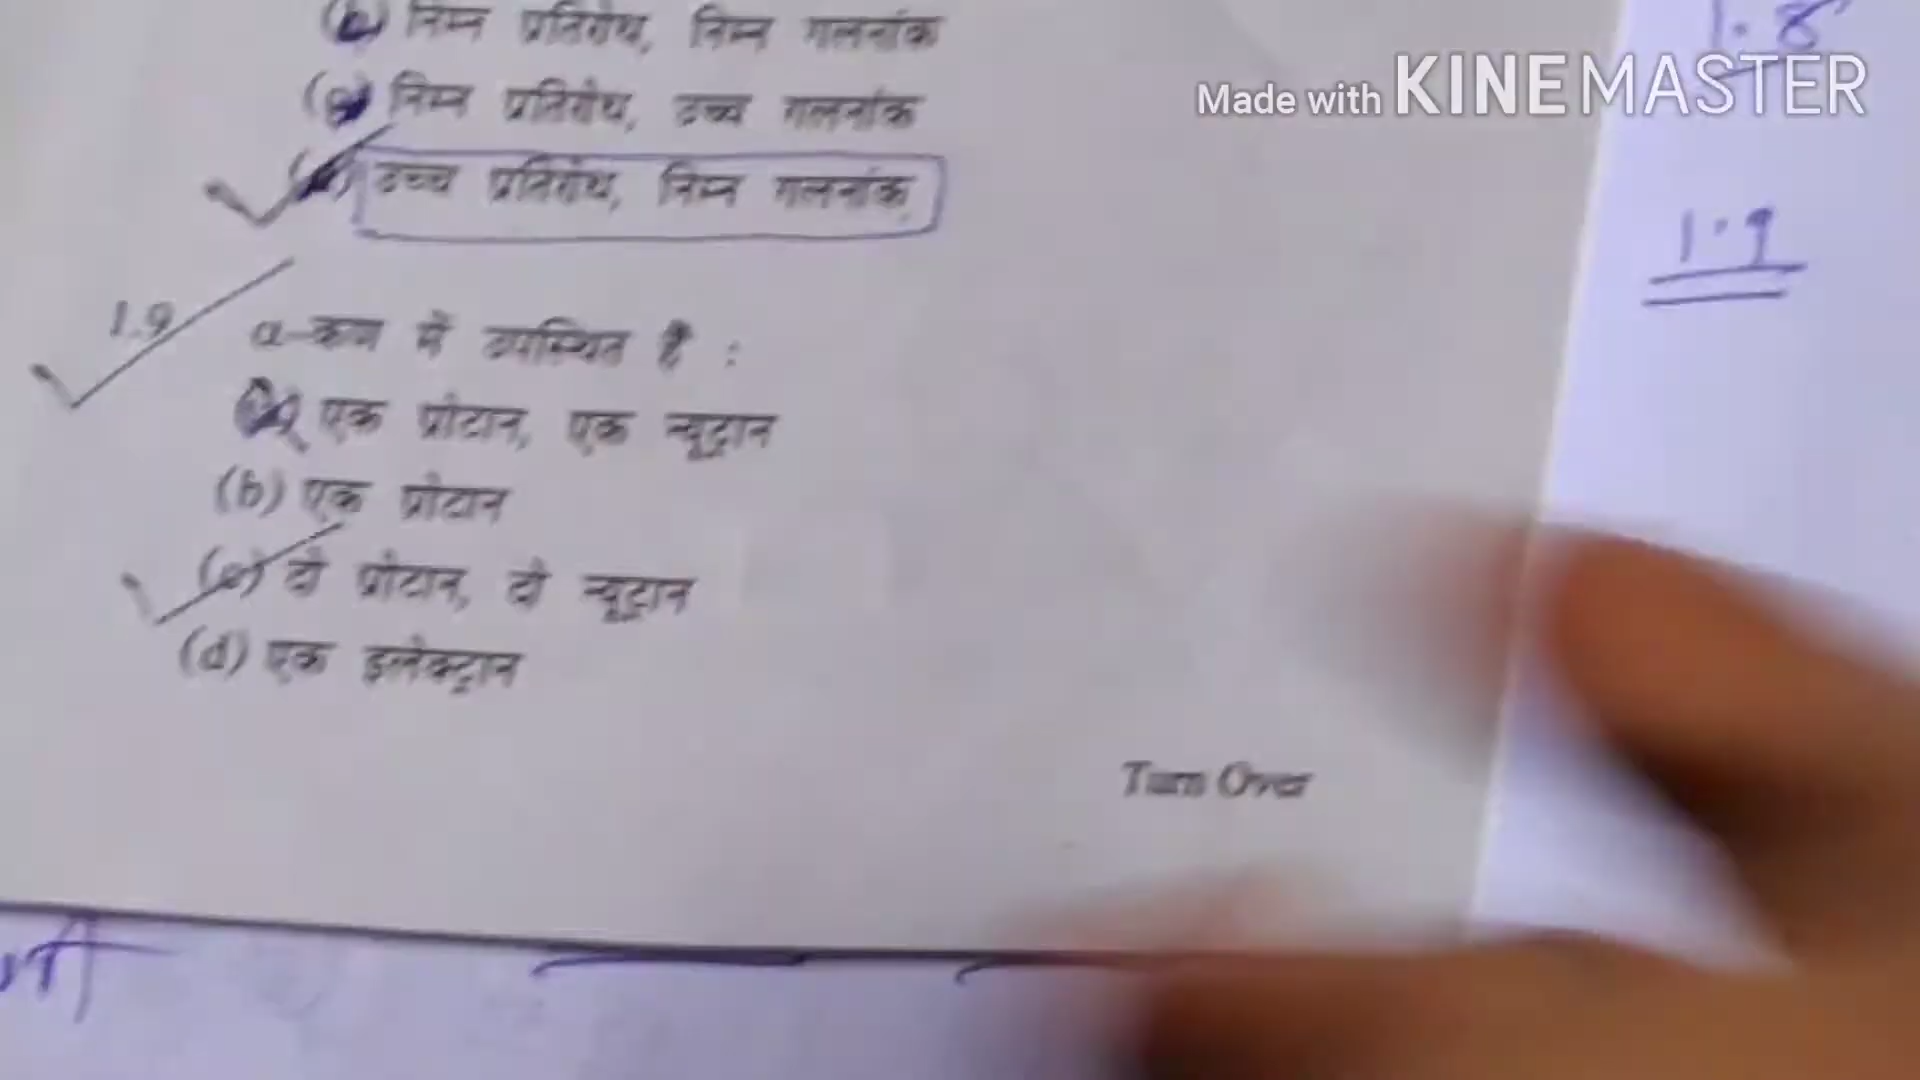 (b) निम्न प्रतिरोध, निम्न गलनांक
1.8
Made with KINEMASTER
(c) निम्न प्रतिरोध, उच्च गलनांक
उच्च प्रतिरोध, निम्न गलनांक
1.9
1.9 α-कण में उपस्थित है :
एक प्रोटान, एक न्यूट्रान
(b) एक प्रोटान
(c) दो प्रोटान, दो न्यूट्रान
(d) एक इलेक्ट्रान
Turn Over